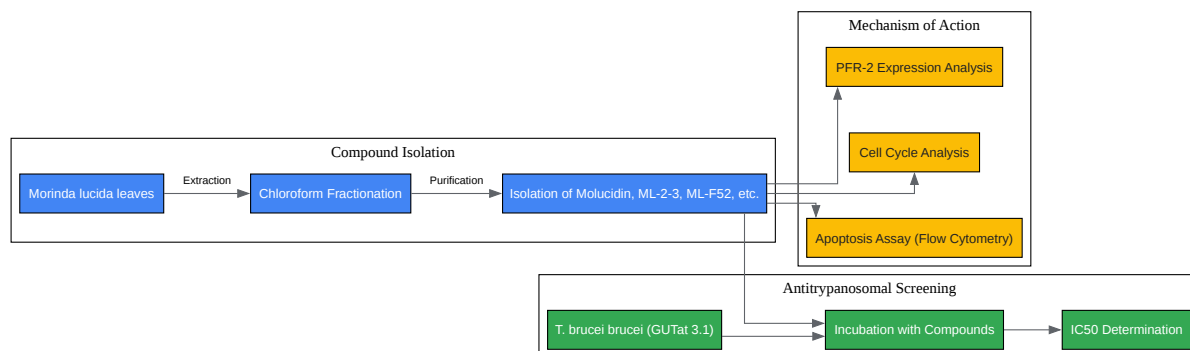 Mechanism of Action
PFR-2 Expression Analysis
Cell Cycle Analysis
Apoptosis Assay (Flow Cytometry)
Compound Isolation
Morinda lucida leaves
Extraction
Chloroform Fractionation
Purification
Isolation of Molucidin, ML-2-3, ML-F52, etc.
Antitrypanosomal Screening
T. brucei brucei (GUTat 3.1)
Incubation with Compounds
IC50 Determination